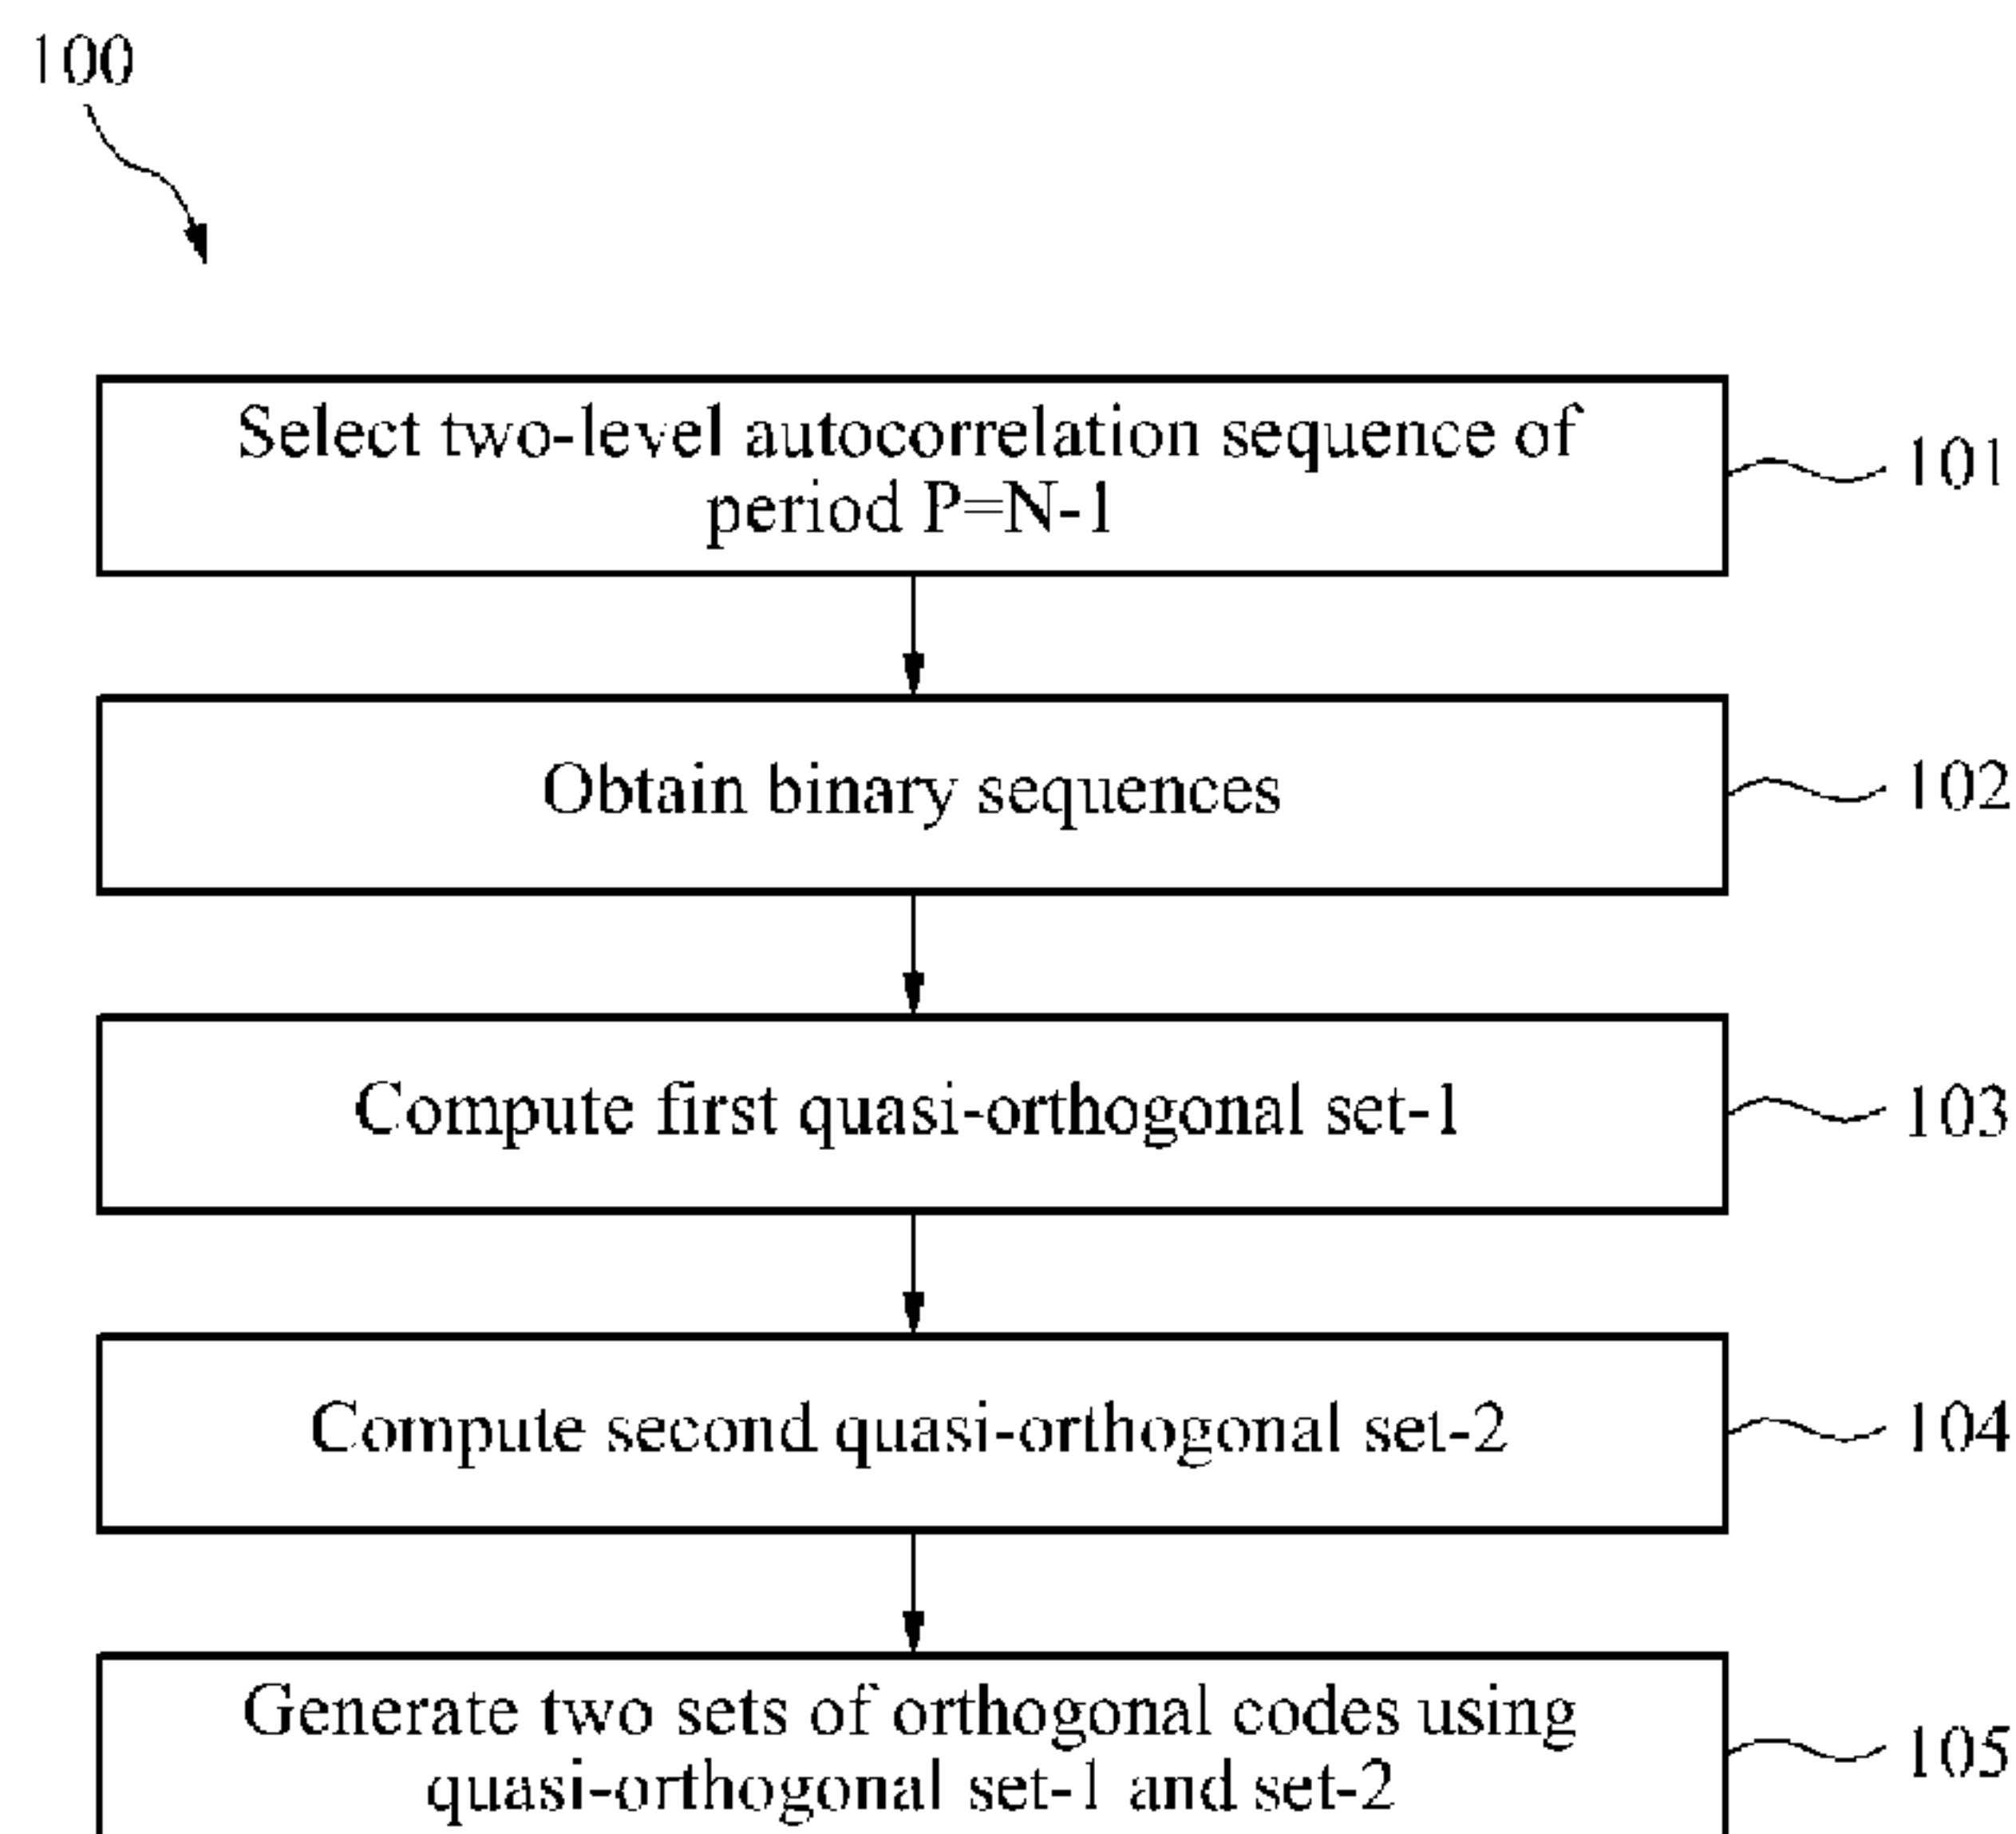 100
Select two-level autocorrelation sequence of
period P=N-1
101
Obtain binary sequences
102
Compute first quasi-orthogonal set-1
103
Compute second quasi-orthogonal set-2
104
Generate two sets of orthogonal codes using
quasi-orthogonal set-1 and set-2
105